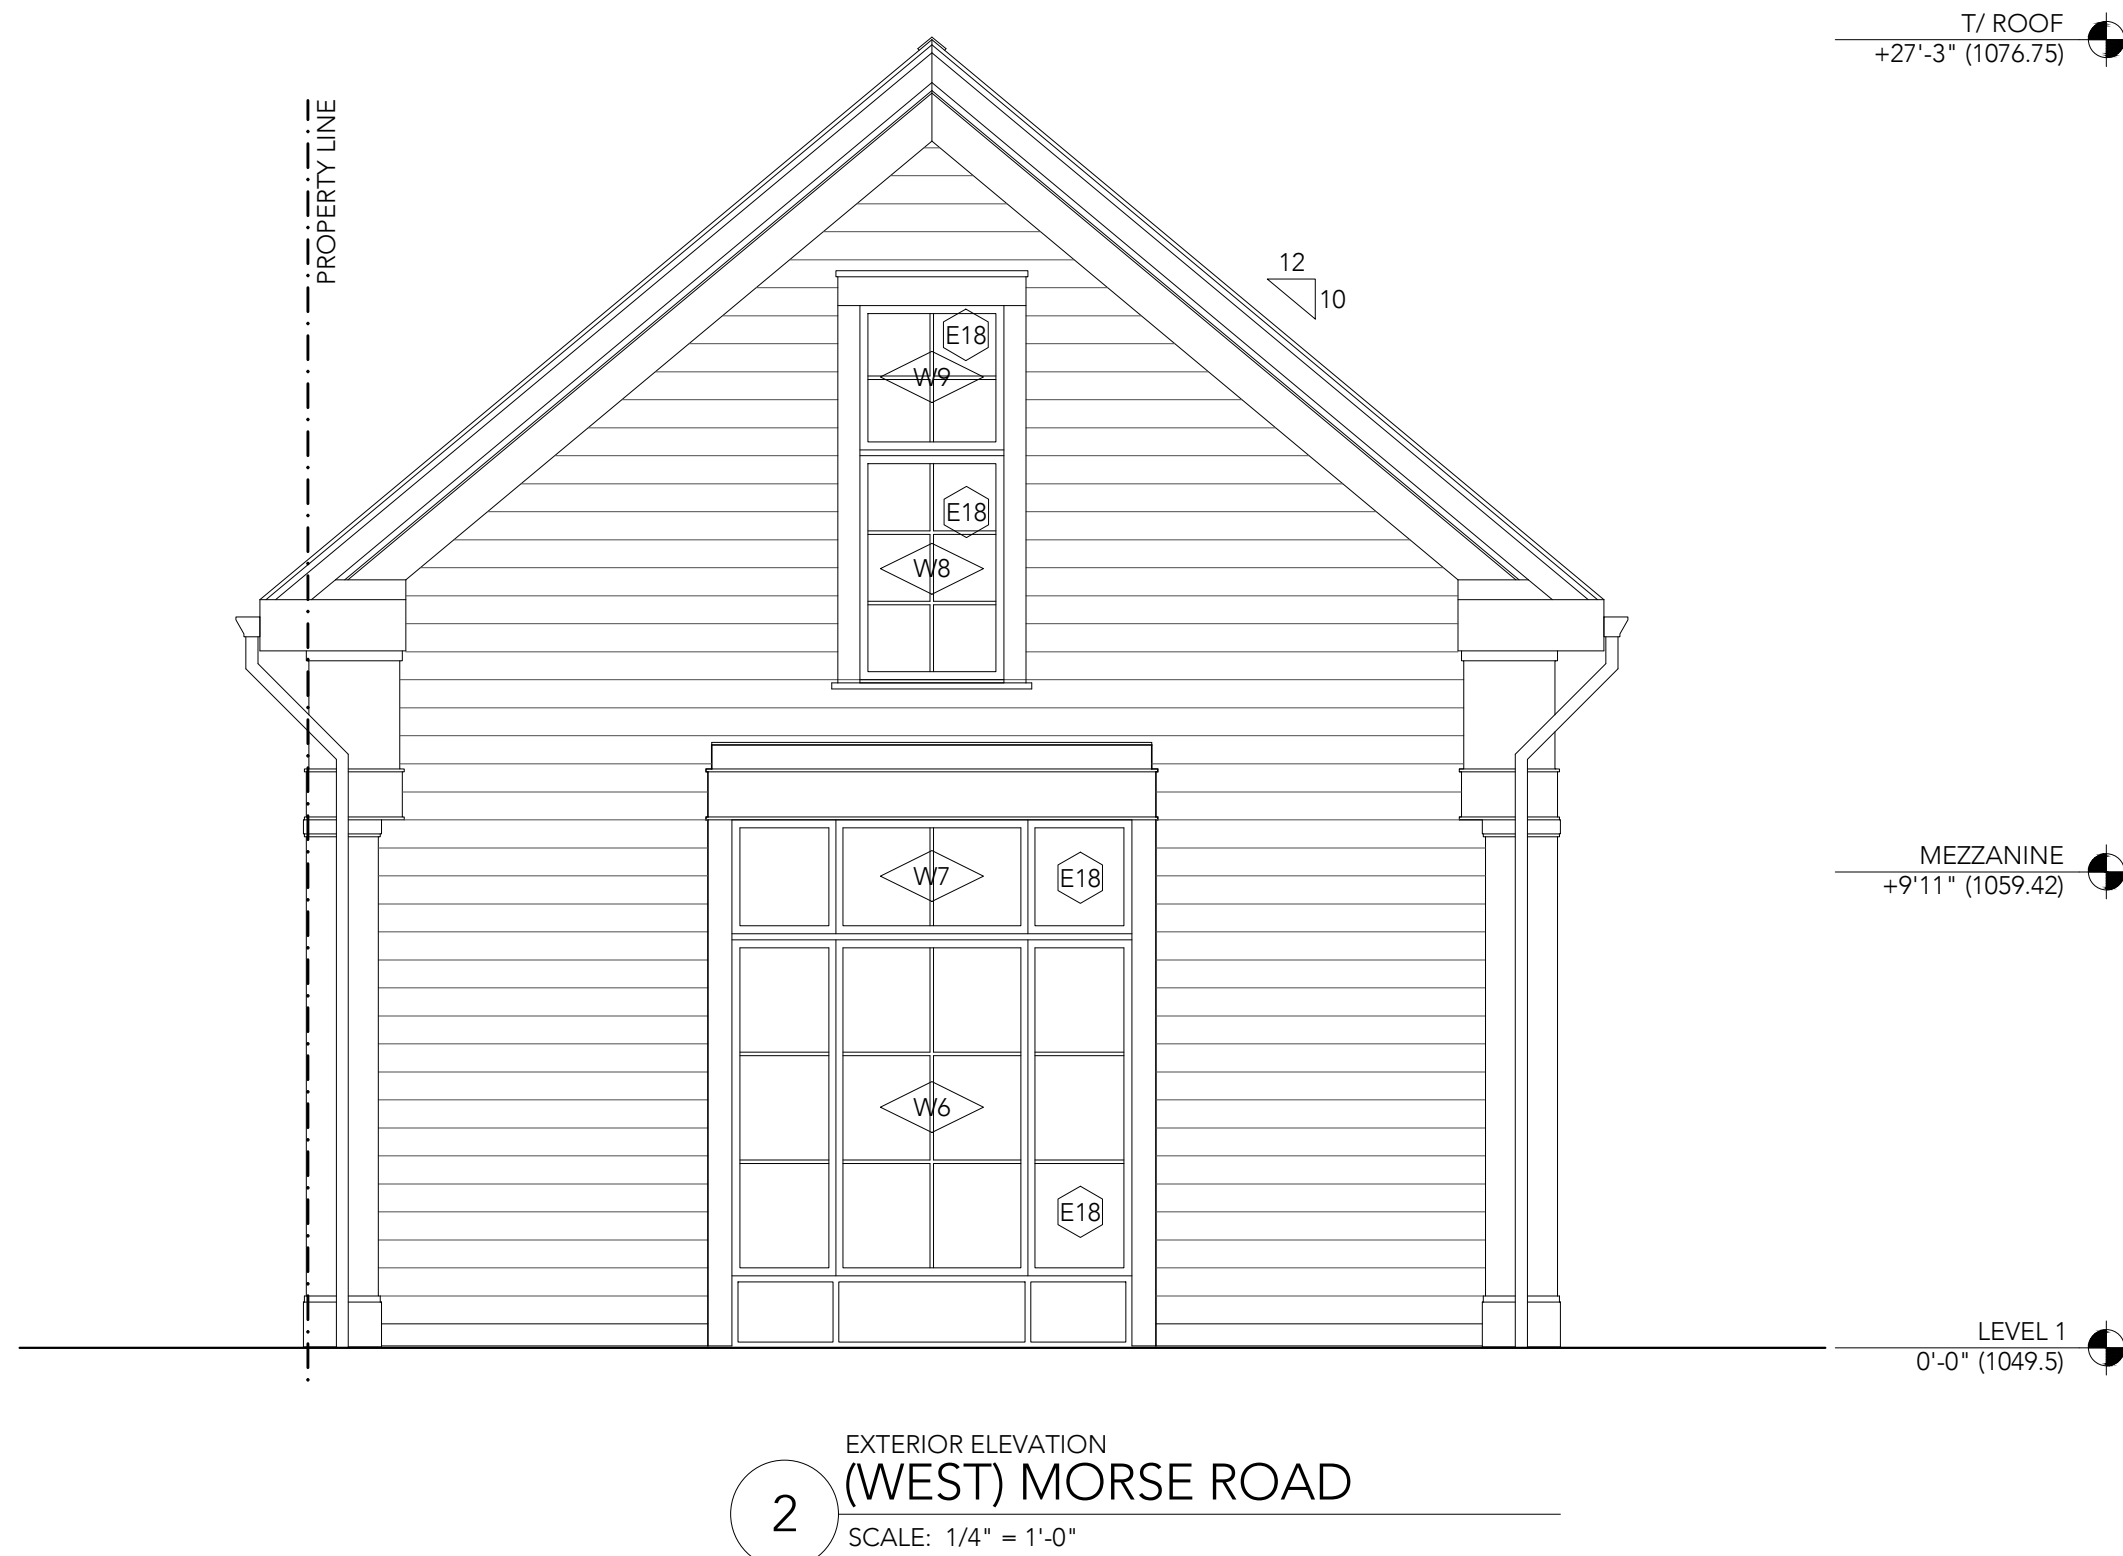 T/ ROOF
+27'-3" (1076.75)
PROPERTY LINE
12
10
E18
W9
E18
W8
MEZZANINE
+9'11" (1059.42)
W7
E18
W6
E18
LEVEL 1
0'-0" (1049.5)
EXTERIOR ELEVATION
(WEST) MORSE ROAD
2
SCALE: 1/4" = 1'-0"